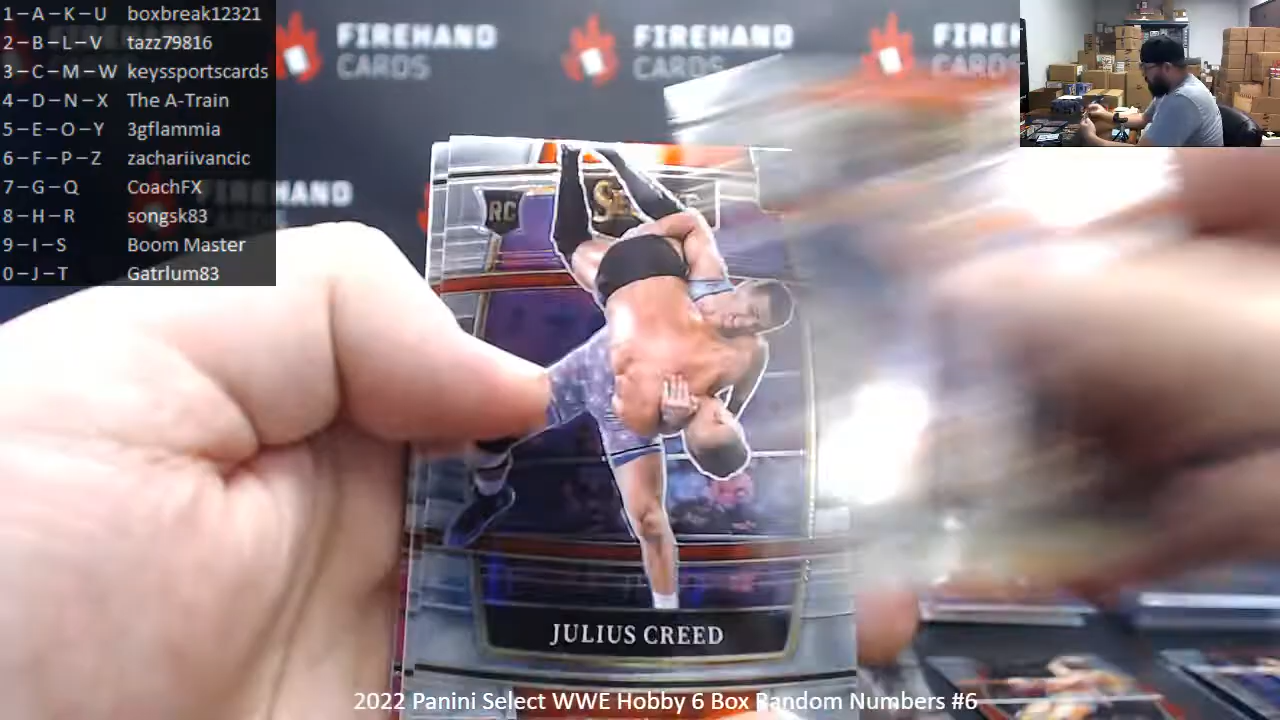 1-A-K-U boxbreak12321
2-B-L-V tazz79816
3-C-M-W keyssportscards
4-D-N-X The A-Train
5-E-O-Y 3gflammia
6-F-P-Z zachariivancic
7-G-Q CoachFX
8-H-R songsk83
9-I-S Boom Master
0-J-T Gatrlum83
FIREHAND CARDS
FIREHAND CARDS
FIRE
FIREHAND
RC
JULIUS CREED
2022 Panini Select WWE Hobby 6 Box Random Numbers #6